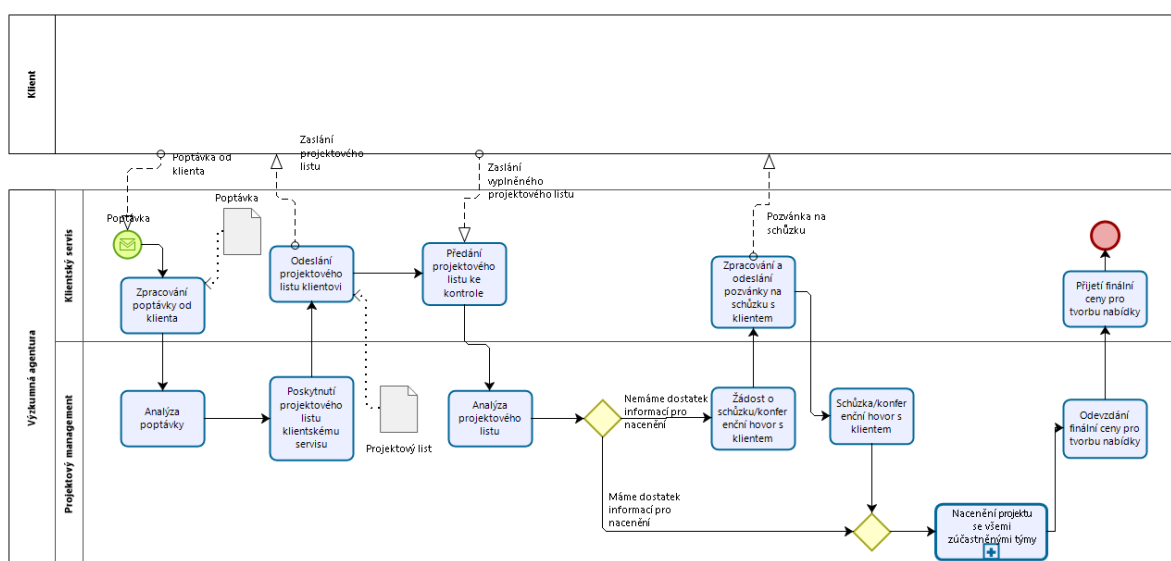 Klient
Poptávka od
klienta
Zaslání
projektového
listu
Zaslání
vyplněného
projektového listu
Pozvánka na
schůzku
Výzkumná agentura
Klientský servis
Poptávka
Poptávka
Zpracování
poptávky od
klienta
Odeslání
projektového
listu klientovi
Předání
projektového
listu ke
kontrole
Zpracování a
odeslání
pozvánky na
schůzku s
klientem
Přijetí finální
ceny pro
tvorbu nabídky
Projektový management
Analýza
poptávky
Poskytnutí
projektového
listu
klientskému
servisu
Projektový list
Analýza
projektového
listu
Nemáme dostatek
informací pro
nacenění
Žádost o
schůzku/konfer
enční hovor s
klientem
Schůzka/konfer
enční hovor s
klientem
Odevzdání
finální ceny pro
tvorbu nabídky
Máme dostatek
informací pro
nacenění
Nacenění projektu
se všemi
zúčastněnými týmy